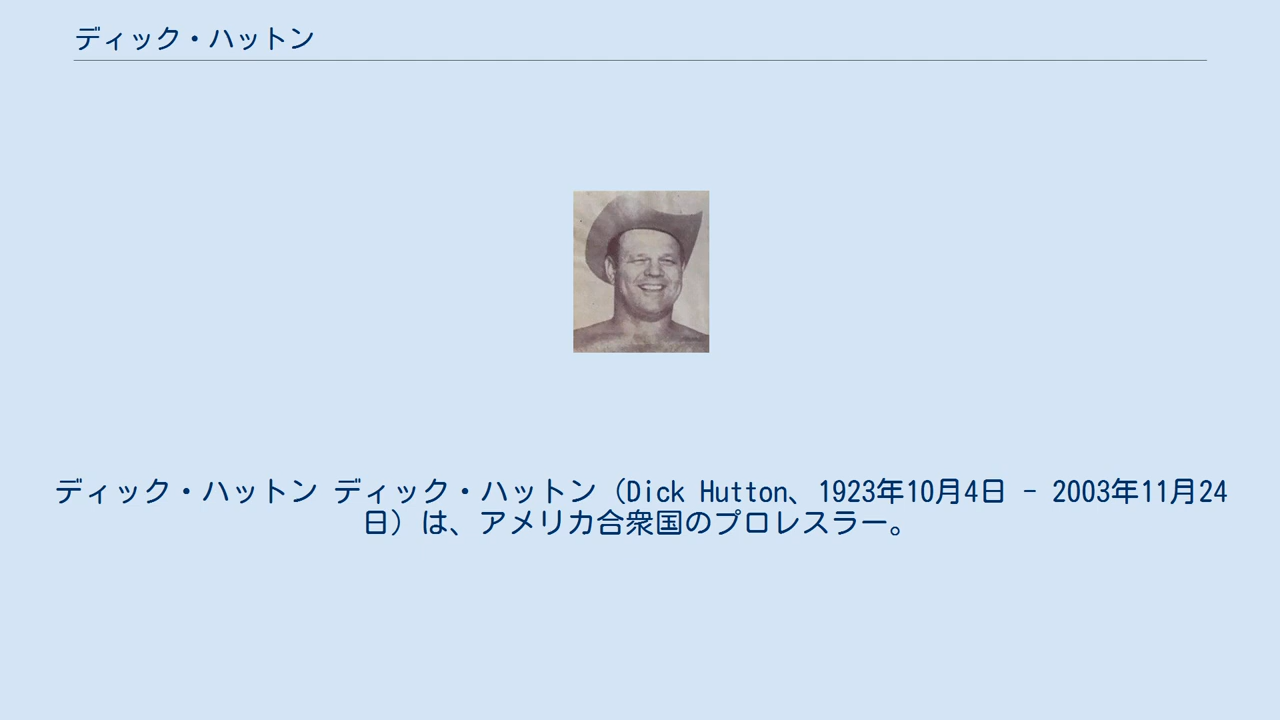 ディック・ハットン
ディック・ハットン ディック・ハットン（Dick Hutton、1923年10月4日 - 2003年11月24
日）は、アメリカ合衆国のプロレスラー。